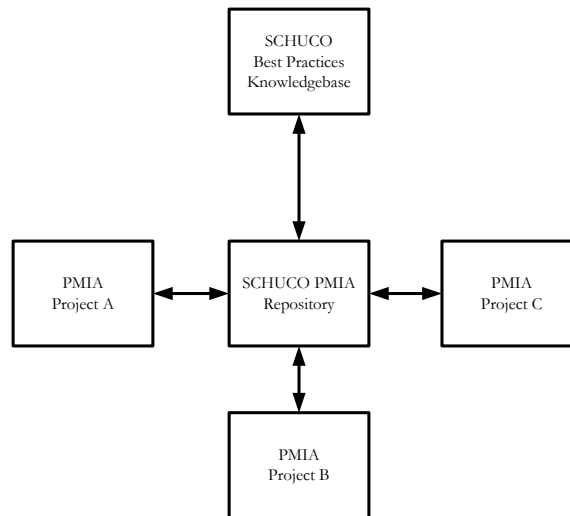 SCHUCO
Best Practices
Knowledgebase
PMIA
Project A
SCHUCO PMIA
Repository
PMIA
Project C
PMIA
Project B